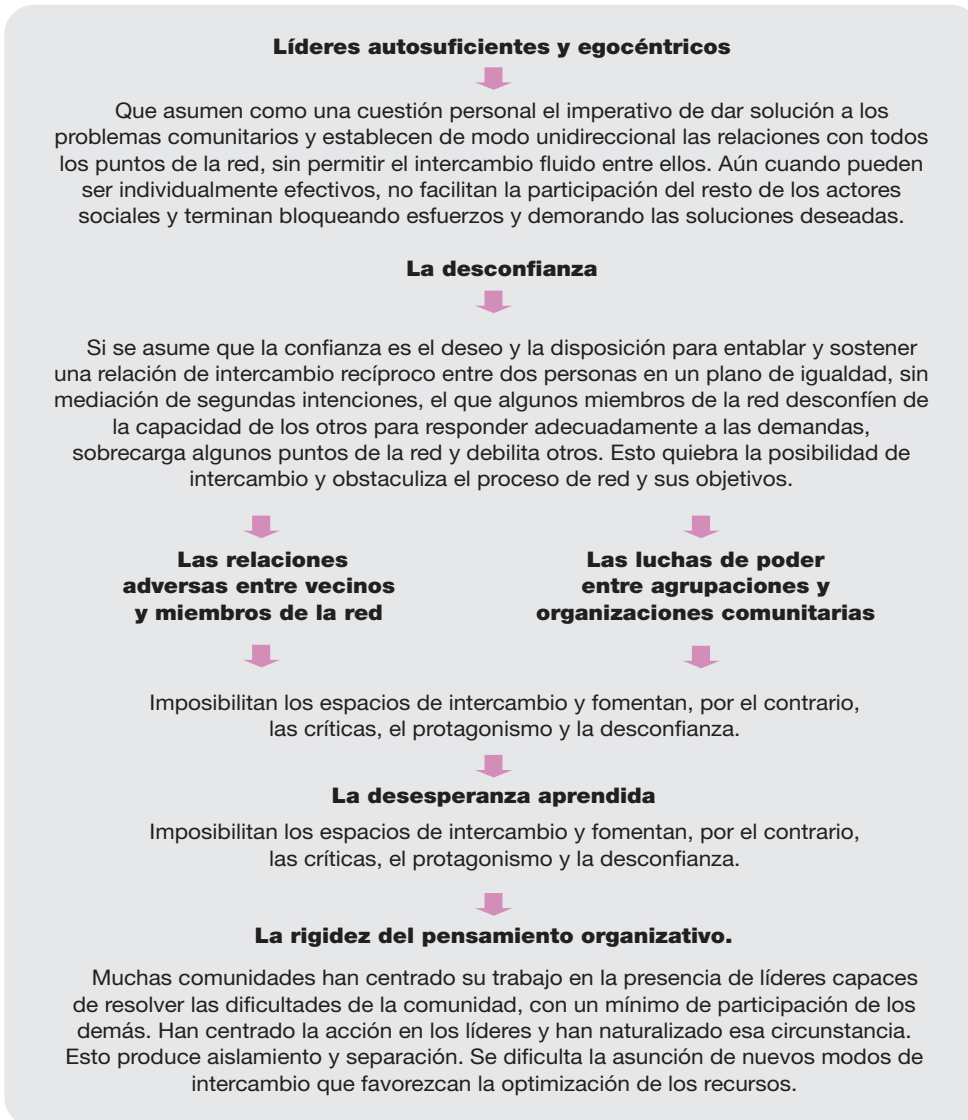 Líderes autosuficientes y egocéntricos
Que asumen como una cuestión personal el imperativo de dar solución a los
problemas comunitarios y establecen de modo unidireccional las relaciones con todos
los puntos de la red, sin permitir el intercambio fluido entre ellos. Aún cuando pueden
ser individualmente efectivos, no facilitan la participación del resto de los actores
sociales y terminan bloqueando esfuerzos y demorando las soluciones deseadas.
La desconfianza
Si se asume que la confianza es el deseo y la disposición para entablar y sostener
una relación de intercambio recíproco entre dos personas en un plano de igualdad, sin
mediación de segundas intenciones, el que algunos miembros de la red desconfíen de
la capacidad de los otros para responder adecuadamente a las demandas,
sobrecarga algunos puntos de la red y debilita otros. Esto quiebra la posibilidad de
intercambio y obstaculiza el proceso de red y sus objetivos.
Las relaciones
adversas entre vecinos
y miembros de la red
Las luchas de poder
entre agrupaciones y
organizaciones comunitarias
Imposibilitan los espacios de intercambio y fomentan, por el contrario,
las críticas, el protagonismo y la desconfianza.
La desesperanza aprendida
Imposibilitan los espacios de intercambio y fomentan, por el contrario,
las críticas, el protagonismo y la desconfianza.
La rigidez del pensamiento organizativo.
Muchas comunidades han centrado su trabajo en la presencia de líderes capaces
de resolver las dificultades de la comunidad, con un mínimo de participación de los
demás. Han centrado la acción en los líderes y han naturalizado esa circunstancia.
Esto produce aislamiento y separación. Se dificulta la asunción de nuevos modos de
intercambio que favorezcan la optimización de los recursos.